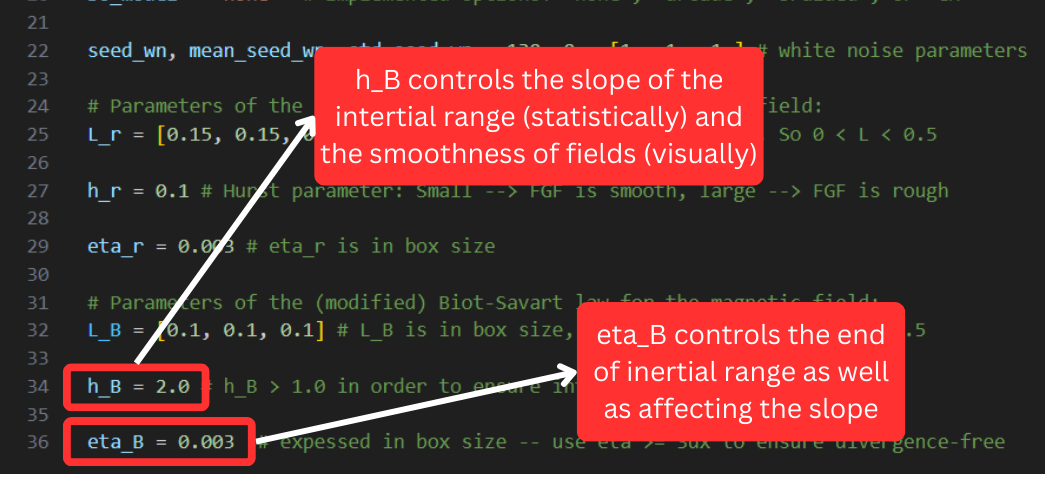 21
22 seed_wn, mean_seed_wn, # white noise parameters
h_B controls the slope of the
intertial range (statistically) and
the smoothness of fields (visually)
23
24 # Parameters of the field:
25 L_r = [0.15, 0.15, So 0 < L < 0.5
26
27 h_r = 0.1 # Hurst parameter: Small --> FGF is smooth, large --> FGF is rough
28
29 eta_r = 0.003 # eta_r is in box size
30
31 # Parameters of the (modified) Biot-Savart law for the magnetic field:
32 L_B = [0.1, 0.1, 0.1] # L_B is in box size, .5
eta_B controls the end
of inertial range as well
as affecting the slope
33
34 h_B = 2.0 # h_B > 1.0 in order to ensure
35
36 eta_B = 0.003 # expessed in box size -- use eta >= 3dx to ensure divergence-free